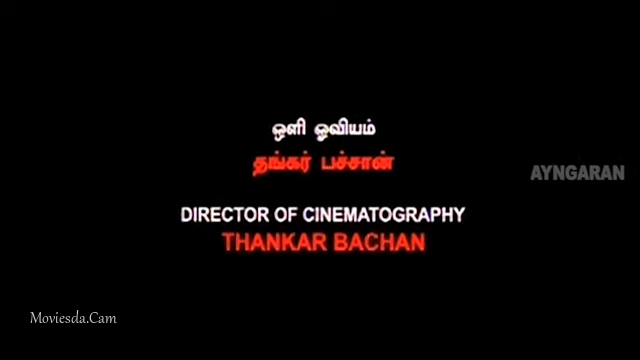 ஒளி ஓவியம்
தங்கர் பச்சான்
AYNGARAN
DIRECTOR OF CINEMATOGRAPHY
THANKAR BACHAN
Moviesda.Cam